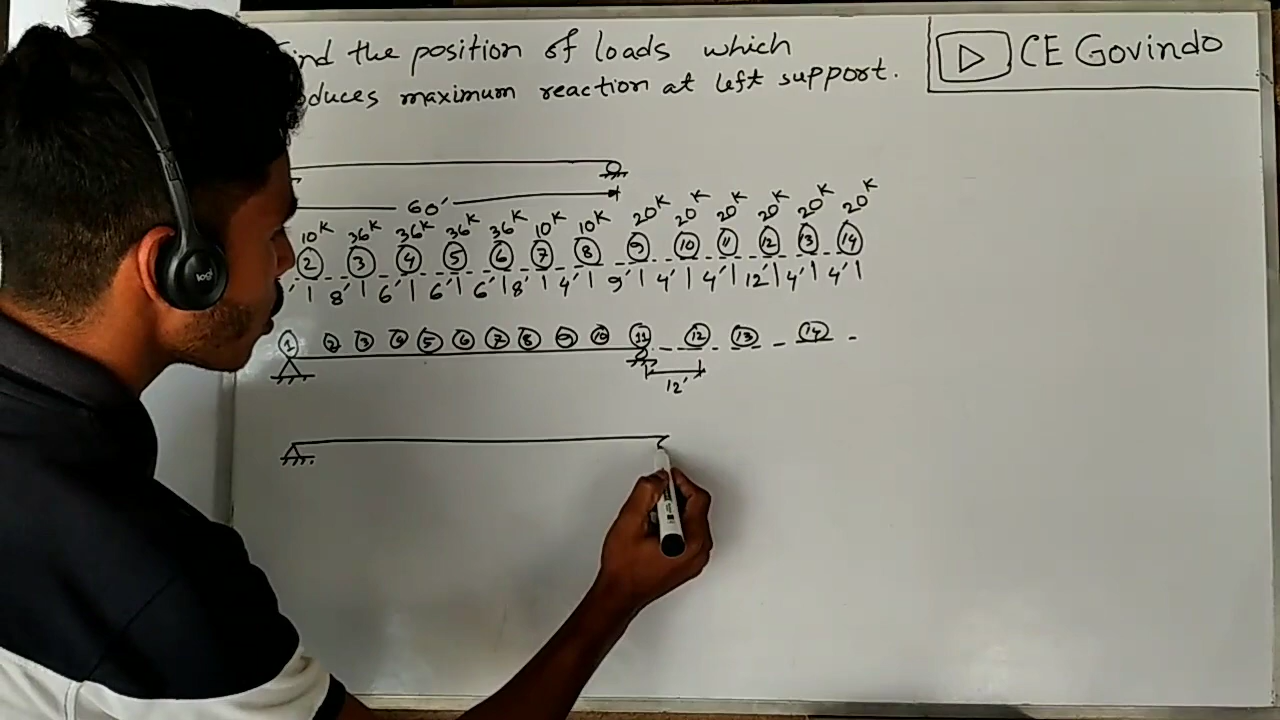 nd the position of loads which
oduces maximum reaction at left support.
CE Govindo
60'
10K 36K 36K 36K 36K 10K 10K 20K 20K 20K 20K 20K 20K
2 3 4 5 6 7 8 9 10 11 12 13 14
' 8' 6' 6' 6' 8' 4' 9' 4' 4' 12' 4' 4'
1 2 3 4 5 6 7 8 9 10 11 12 13 14
12'
logi